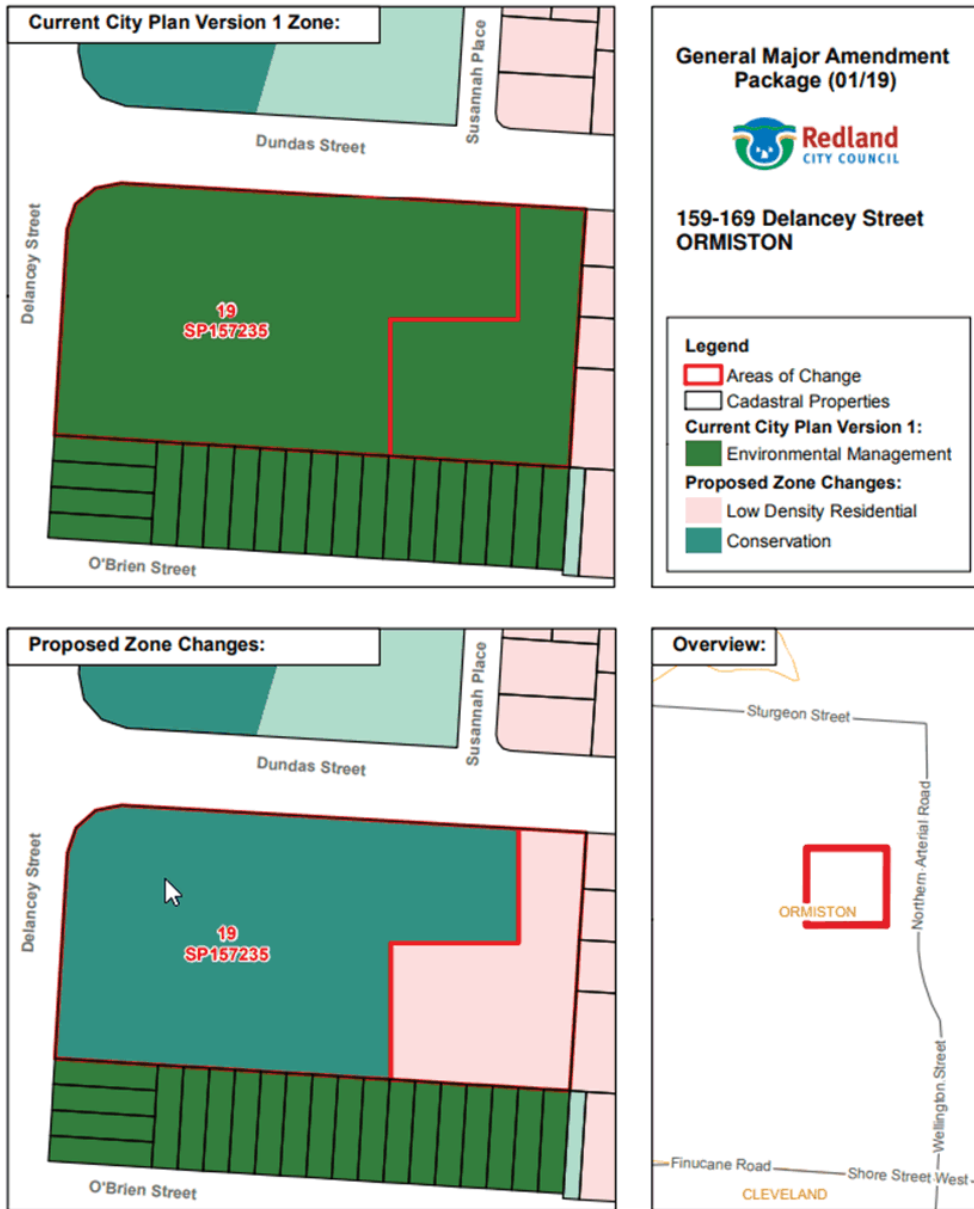 Current City Plan Version 1 Zone:
Susannah Place
Dundas Street
Delancey Street
19
SP157235
O'Brien Street
General Major Amendment
Package (01/19)
Redland
CITY COUNCIL
159-169 Delancey Street
ORMISTON
Legend
Areas of Change
Cadastral Properties
Current City Plan Version 1:
Environmental Management
Proposed Zone Changes:
Low Density Residential
Conservation
Proposed Zone Changes:
Susannah Place
Dundas Street
Delancey Street
19
SP157235
O'Brien Street
Overview:
Sturgeon Street
Northern Arterial Road
ORMISTON
Wellington Street
Finucane Road
Shore Street West
CLEVELAND